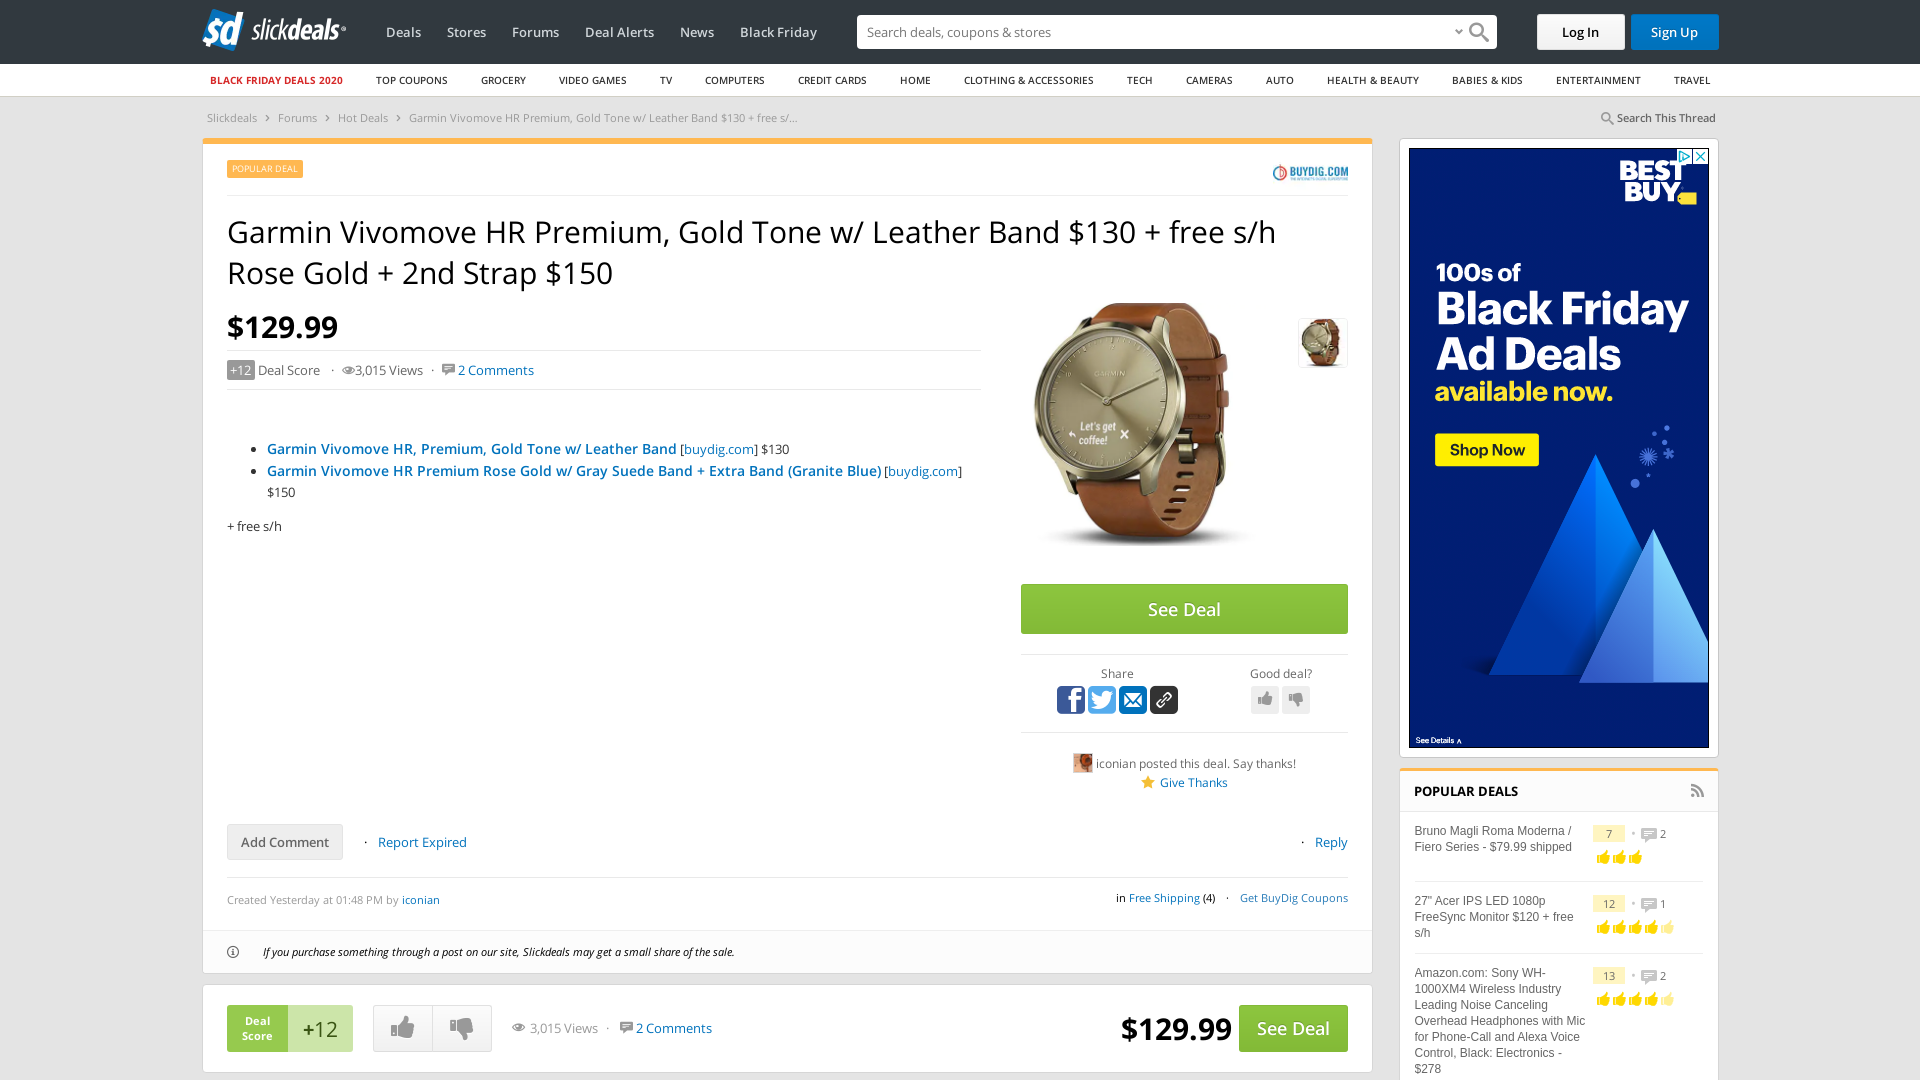 slickdeals
Deals
Stores
Forums
Deal Alerts
News
Black Friday
Search deals, coupons & stores
Log In
Sign Up
BLACK FRIDAY DEALS 2020
TOP COUPONS
GROCERY
VIDEO GAMES
TV
COMPUTERS
CREDIT CARDS
HOME
CLOTHING & ACCESSORIES
TECH
CAMERAS
AUTO
HEALTH & BEAUTY
BABIES & KIDS
ENTERTAINMENT
TRAVEL
Slickdeals › Forums › Hot Deals › Garmin Vivomove HR Premium, Gold Tone w/ Leather Band $130 + free s/...
Search This Thread
POPULAR DEAL
BUYDIG.COM
Garmin Vivomove HR Premium, Gold Tone w/ Leather Band $130 + free s/h
Rose Gold + 2nd Strap $150
$129.99
+12 Deal Score · 3,015 Views · 2 Comments
• Garmin Vivomove HR, Premium, Gold Tone w/ Leather Band [buydig.com] $130
• Garmin Vivomove HR Premium Rose Gold w/ Gray Suede Band + Extra Band (Granite Blue) [buydig.com]
$150
+ free s/h
GARMIN
Let's get
coffee!
See Deal
Share
Good deal?
iconian posted this deal. Say thanks!
Give Thanks
Add Comment
· Report Expired
· Reply
Created Yesterday at 01:48 PM by iconian
in Free Shipping (4) · Get BuyDig Coupons
If you purchase something through a post on our site, Slickdeals may get a small share of the sale.
Deal
Score
+12
3,015 Views · 2 Comments
$129.99
See Deal
BEST
BUY
100s of
Black Friday
Ad Deals
available now.
Shop Now
See Details
POPULAR DEALS
Bruno Magli Roma Moderna /
Fiero Series - $79.99 shipped
7 • 2
27" Acer IPS LED 1080p
FreeSync Monitor $120 + free
s/h
12 • 1
Amazon.com: Sony WH-
1000XM4 Wireless Industry
Leading Noise Canceling
Overhead Headphones with Mic
for Phone-Call and Alexa Voice
Control, Black: Electronics -
$278
13 • 2